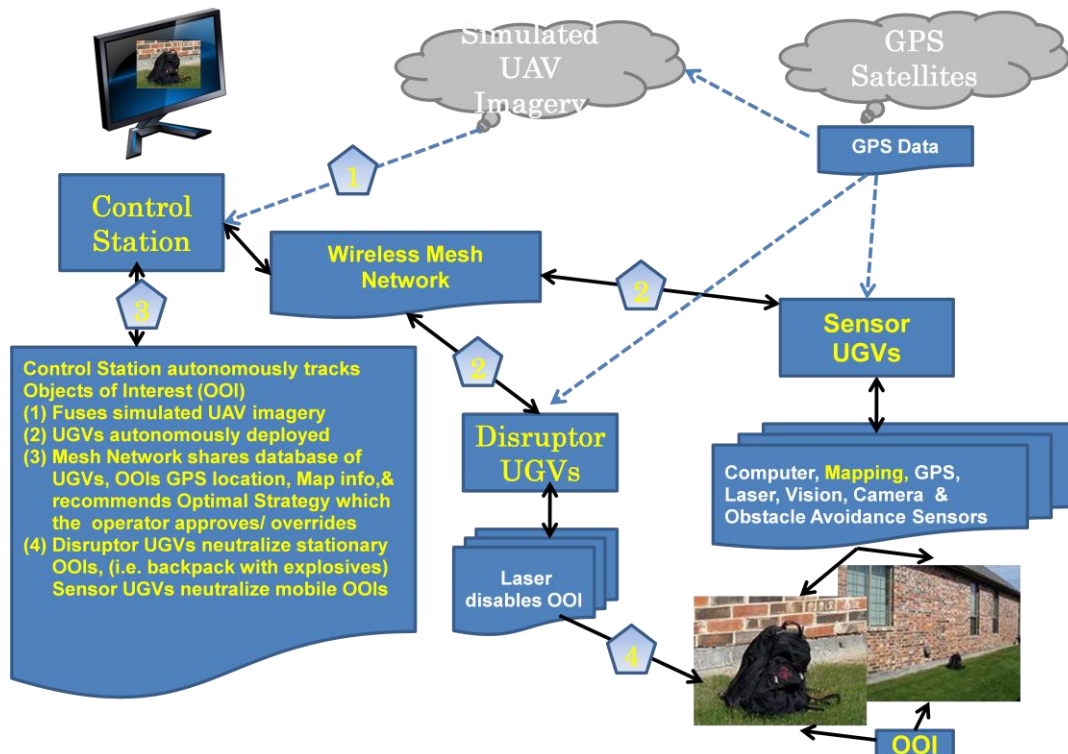 Simulated
UAV
Imagery
GPS
Satellites
GPS Data
1
Control
Station
Wireless Mesh
Network
2
3
2
Sensor
UGVs
Control Station autonomously tracks
Objects of Interest (OOI)
(1) Fuses simulated UAV imagery
(2) UGVs autonomously deployed
(3) Mesh Network shares database of
UGVs, OOIs GPS location, Map info,&
recommends Optimal Strategy which
the operator approves/ overrides
(4) Disruptor UGVs neutralize stationary
OOIs, (i.e. backpack with explosives)
Sensor UGVs neutralize mobile OOIs
Disruptor
UGVs
Computer, Mapping, GPS,
Laser, Vision, Camera &
Obstacle Avoidance Sensors
Laser
disables OOI
4
OOI